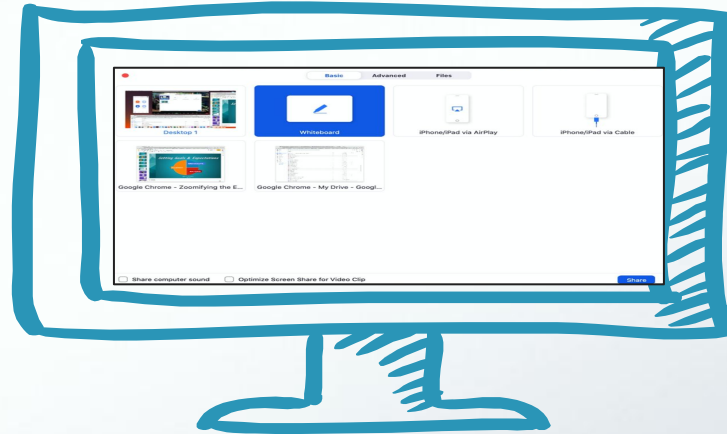 Basic Advanced Files
Desktop 1 Whiteboard iPhone/iPad via AirPlay iPhone/iPad via Cable
Google Chrome - Zoomifying the E... Google Chrome - My Drive - Googl...
Share computer sound Optimize Screen Share for Video Clip Share